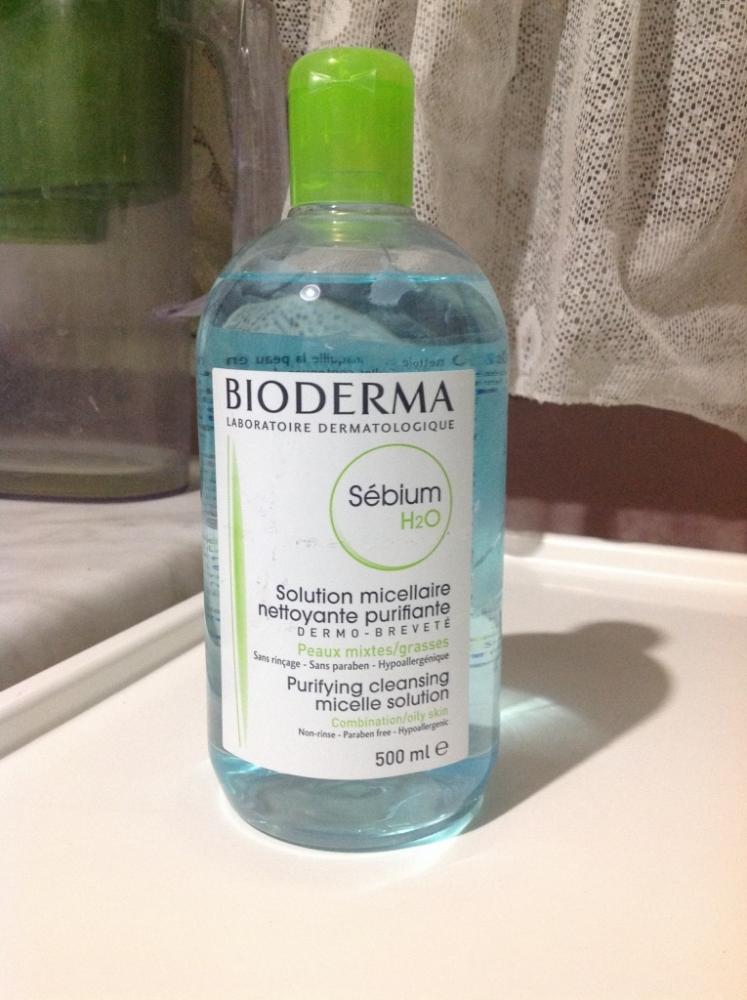 BIODERMA
LABORATOIRE DERMATOLOGIQUE
Sébium
H2O
Solution micellaire
nettoyante purifiante
DERMO-BREVETÉ
Peaux mixtes/grasses
Sans rinçage - Sans paraben - Hypoallergénique
Purifying cleansing
micelle solution
Combination/oily skin
Non-rinse - Paraben free - Hypoallergenic
500 ml e